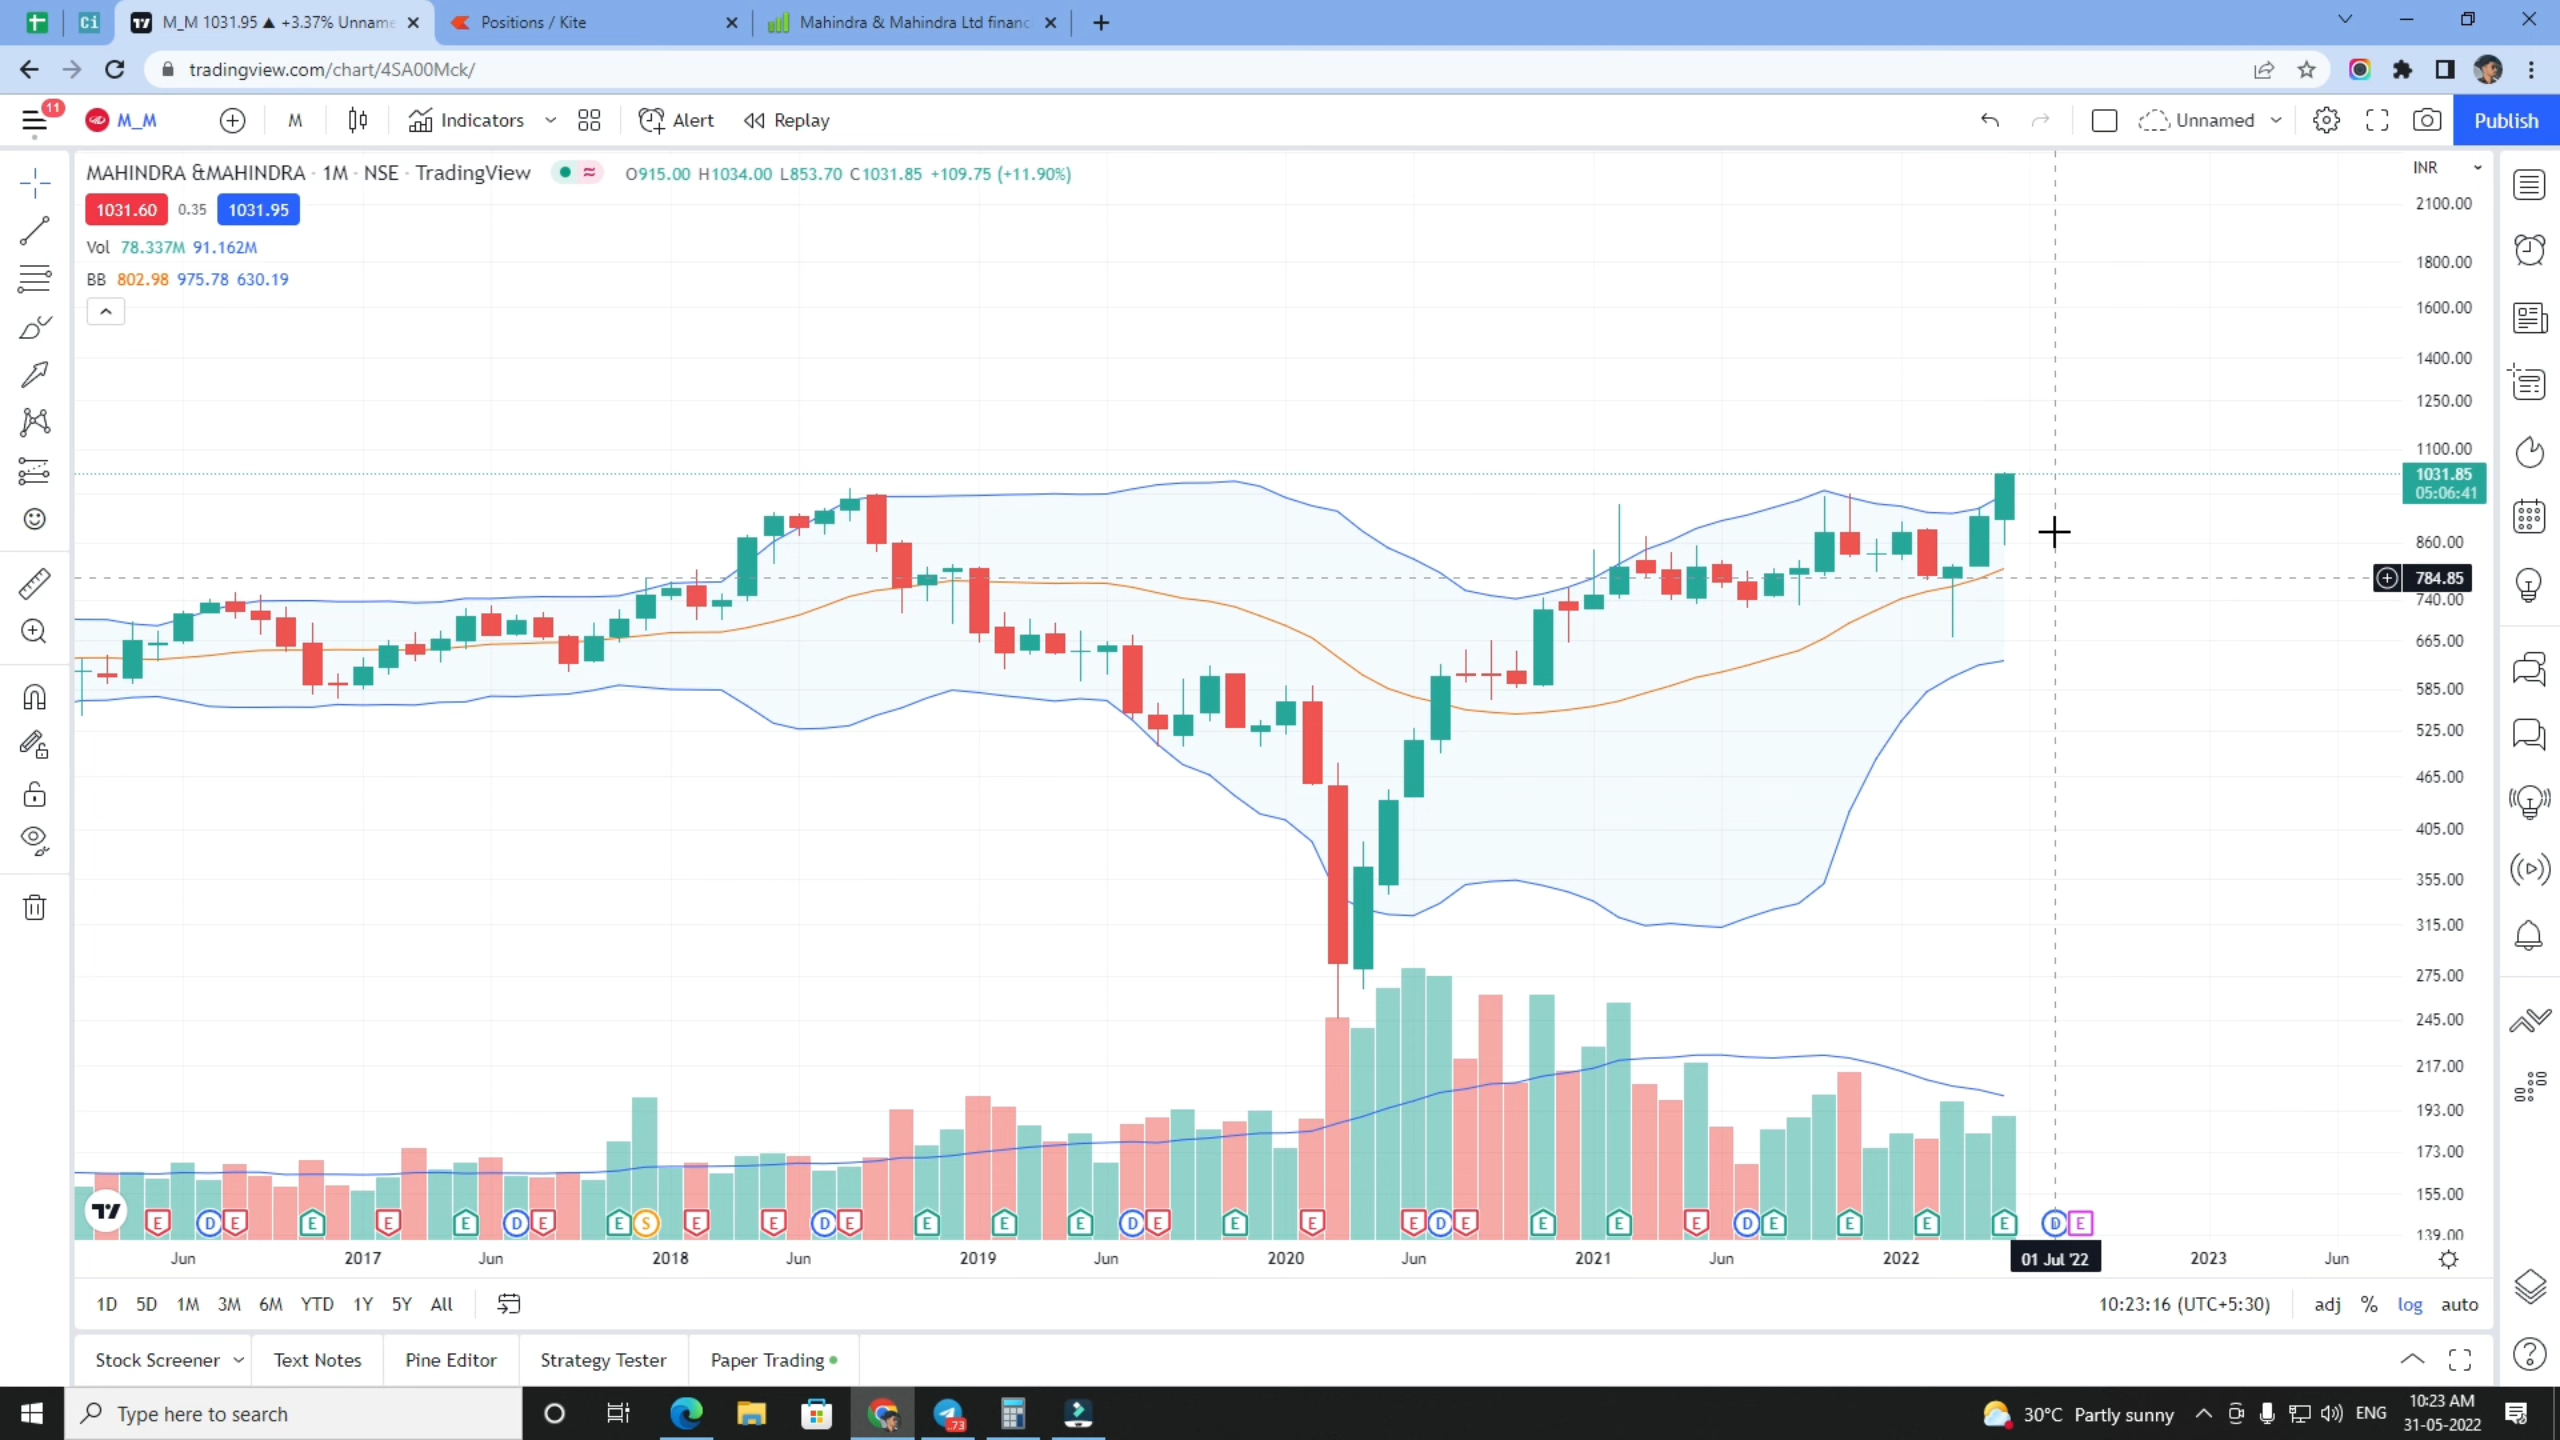 Ci
M_M 1031.95 ▲ +3.37% Unname
Positions / Kite
Mahindra & Mahindra Ltd financ
tradingview.com/chart/4SA00Mck/
11
M_M
M
Indicators
Alert
Replay
Unnamed
Publish
MAHINDRA &MAHINDRA · 1M · NSE · TradingView
O915.00 H1034.00 L853.70 C1031.85 +109.75 (+11.90%)
INR
1031.60 0.35 1031.95
Vol 78.337M 91.162M
BB 802.98 975.78 630.19
2100.00
1800.00
1600.00
1400.00
1250.00
1100.00
1031.85
05:06:41
860.00
784.85
740.00
665.00
585.00
525.00
465.00
405.00
355.00
315.00
275.00
245.00
217.00
193.00
173.00
155.00
139.00
E D E E E E D E E S E E D E E E E D E E E E D E E E E D E E E E D E
Jun 2017 Jun 2018 Jun 2019 Jun 2020 Jun 2021 Jun 2022 01 Jul '22 2023 Jun
1D 5D 1M 3M 6M YTD 1Y 5Y All
10:23:16 (UTC+5:30) adj % log auto
Stock Screener Text Notes Pine Editor Strategy Tester Paper Trading
Type here to search
73
30°C Partly sunny
ENG
10:23 AM
31-05-2022